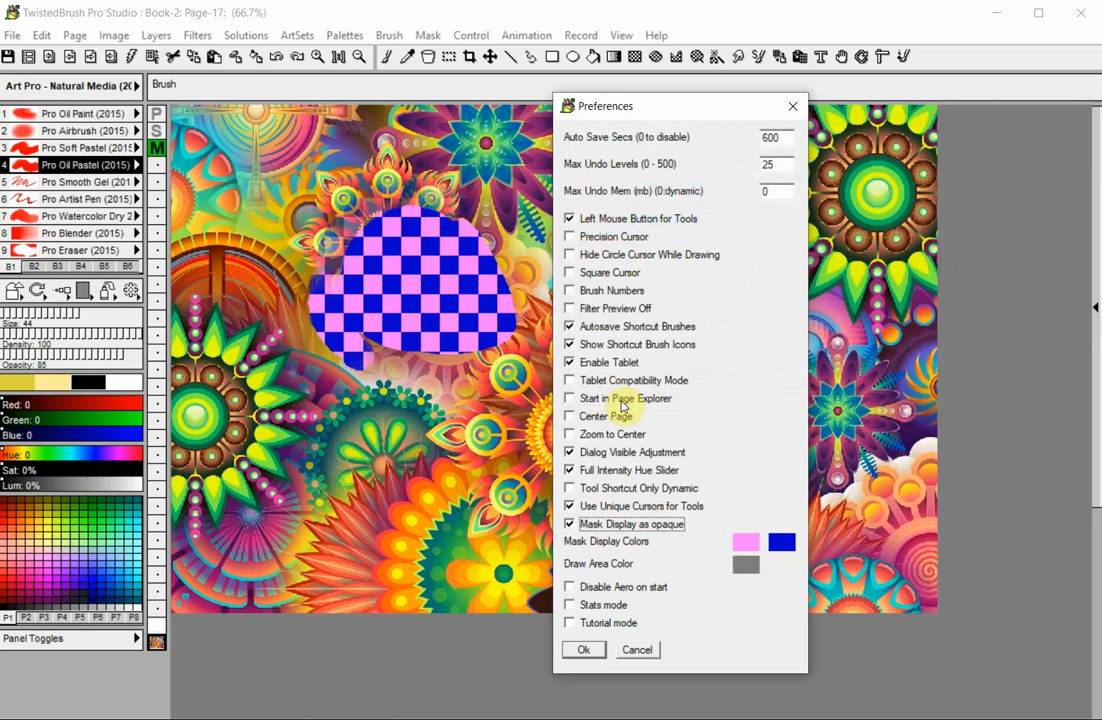 TwistedBrush Pro Studio : Book-2: Page-17: (66.7%)
File Edit Page Image Layers Filters Solutions ArtSets Palettes Brush Mask Control Animation Record View Help
Art Pro - Natural Media (20
Brush
1 Pro Oil Paint (2015)
2 Pro Airbrush (2015)
3 Pro Soft Pastel (2015
4 Pro Oil Pastel (2015)
5 Pro Smooth Gel (201
6 Pro Artist Pen (2015)
7 Pro Watercolor Dry 2
8 Pro Blender (2015)
9 Pro Eraser (2015)
B1 B2 B3 B4 B5 B6
P
S
M
Size: 44
Density: 100
Opacity: 85
Red: 0
Green: 0
Blue: 0
Hue: 0
Sat: 0%
Lum: 0%
P1 P2 P3 P4 P5 P6 P7 P8
Panel Toggles
Preferences
Auto Save Secs (0 to disable) 600
Max Undo Levels (0 - 500) 25
Max Undo Mem (mb) (0:dynamic) 0
Left Mouse Button for Tools
Precision Cursor
Hide Circle Cursor While Drawing
Square Cursor
Brush Numbers
Filter Preview Off
Autosave Shortcut Brushes
Show Shortcut Brush Icons
Enable Tablet
Tablet Compatibility Mode
Start in Page Explorer
Center Page
Zoom to Center
Dialog Visible Adjustment
Full Intensity Hue Slider
Tool Shortcut Only Dynamic
Use Unique Cursors for Tools
Mask Display as opaque
Mask Display Colors
Draw Area Color
Disable Aero on start
Stats mode
Tutorial mode
Ok Cancel